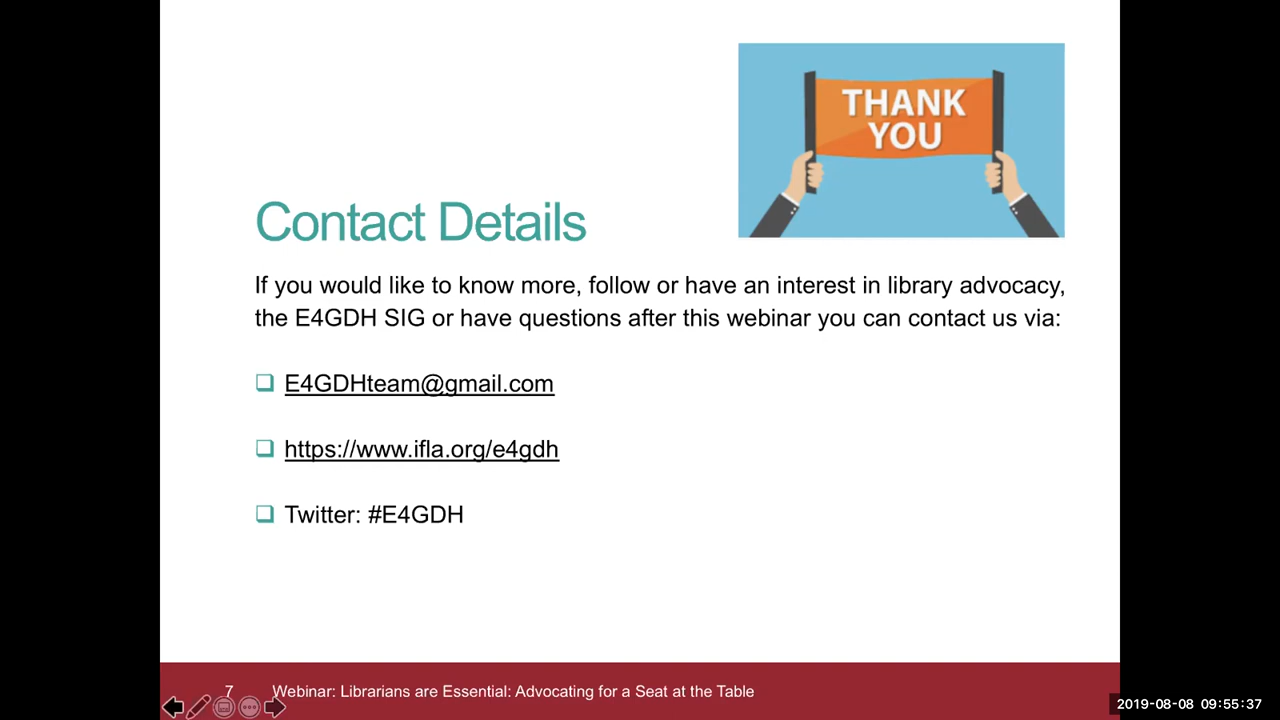 THANK
YOU
Contact Details
If you would like to know more, follow or have an interest in library advocacy,
the E4GDH SIG or have questions after this webinar you can contact us via:
E4GDHteam@gmail.com
https://www.ifla.org/e4gdh
Twitter: #E4GDH
7 Webinar: Librarians are Essential: Advocating for a Seat at the Table
2019-08-08 09:55:37